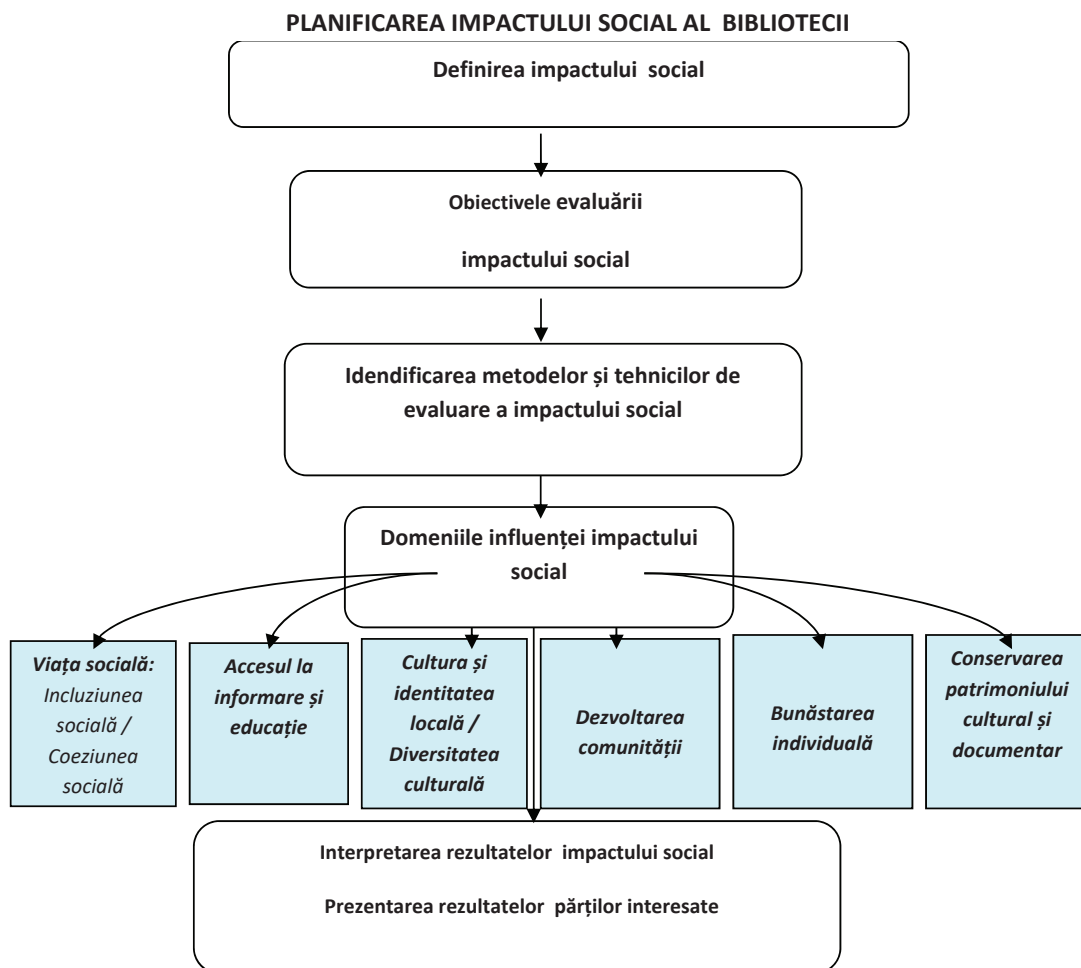 PLANIFICAREA IMPACTULUI SOCIAL AL BIBLIOTECII
Definirea impactului social
Obiectivele evaluării
impactului social
Idendificarea metodelor și tehnicilor de
evaluare a impactului social
Domeniile influenței impactului
social
Viața socială:
Incluziunea
socială /
Coeziunea
socială
Accesul la
informare și
educație
Cultura și
identitatea
locală /
Diversitatea
culturală
Dezvoltarea
comunității
Bunăstarea
individuală
Conservarea
patrimoniului
cultural și
documentar
Interpretarea rezultatelor impactului social
Prezentarea rezultatelor părților interesate